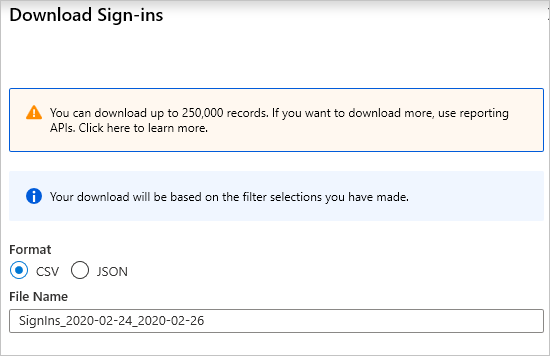 Download Sign-ins
You can download up to 250,000 records. If you want to download more, use reporting
APIs. Click here to learn more.
Your download will be based on the filter selections you have made.
Format
CSV JSON
File Name
SignIns_2020-02-24_2020-02-26